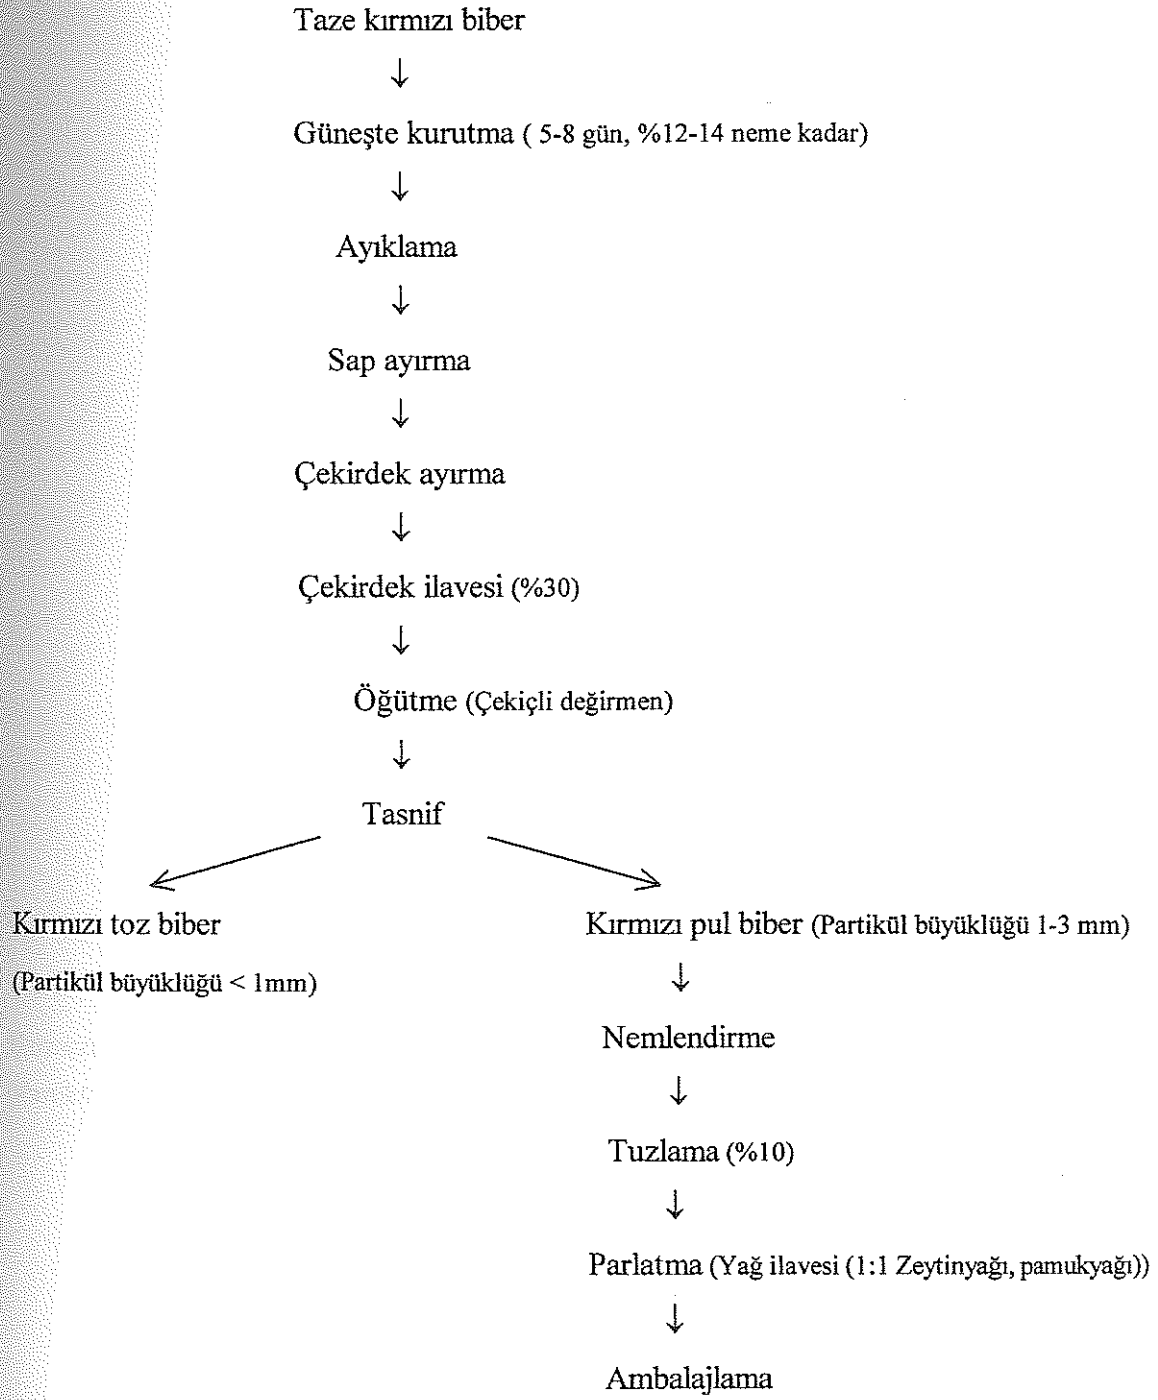 Taze kırmızı biber
↓
Güneşte kurutma ( 5-8 gün, %12-14 neme kadar)
↓
Ayıklama
↓
Sap ayırma
↓
Çekirdek ayırma
↓
Çekirdek ilavesi (%30)
↓
Öğütme (Çekiçli değirmen)
↓
Tasnif
Kırmızı toz biber
(Partikül büyüklüğü < 1mm)
Kırmızı pul biber (Partikül büyüklüğü 1-3 mm)
↓
Nemlendirme
↓
Tuzlama (%10)
↓
Parlatma (Yağ ilavesi (1:1 Zeytinyağı, pamukyağı))
↓
Ambalajlama